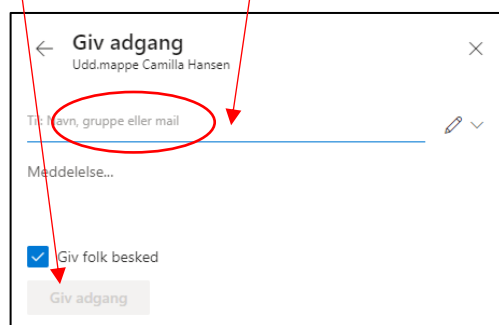 Giv adgang
Udd.mappe Camilla Hansen
Til: Navn, gruppe eller mail
Meddelelse...
Giv folk besked
Giv adgang